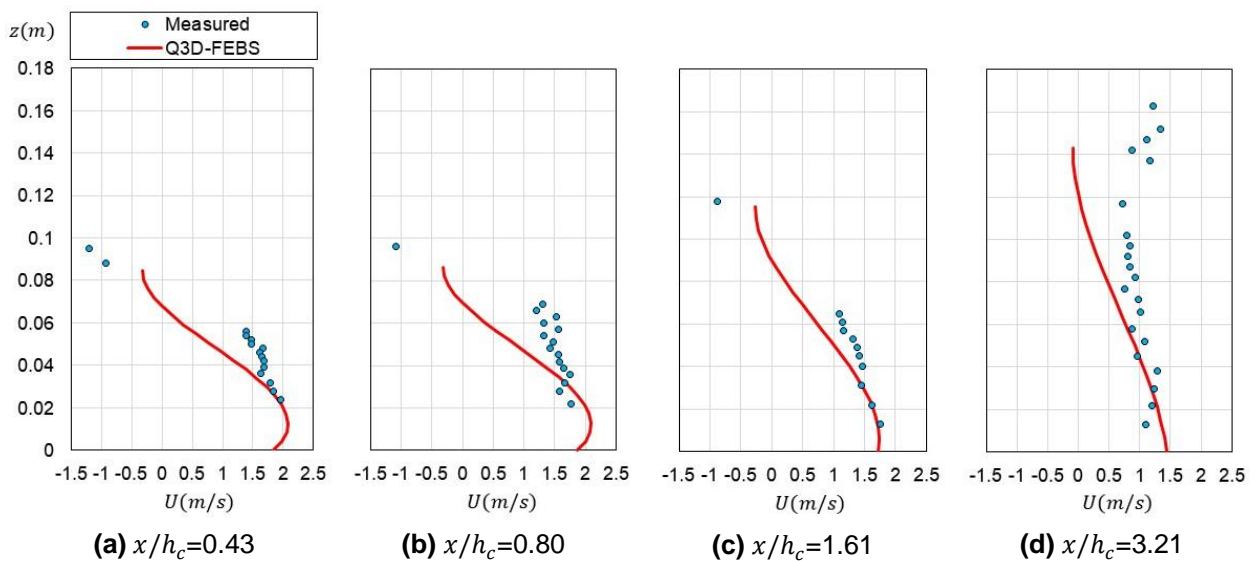 Measured
z(m)
Q3D-FEBS
0.18
0.16
0.14
0.12
0.1
0.08
0.06
0.04
0.02
0
-1.5 -1 -0.5 0 0.5 1 1.5 2 2.5
-1.5 -1 -0.5 0 0.5 1 1.5 2 2.5
-1.5 -1 -0.5 0 0.5 1 1.5 2 2.5
-1.5 -1 -0.5 0 0.5 1 1.5 2 2.5
U(m/s)
U(m/s)
U(m/s)
U(m/s)
(a) x/h_c=0.43
(b) x/h_c=0.80
(c) x/h_c=1.61
(d) x/h_c=3.21